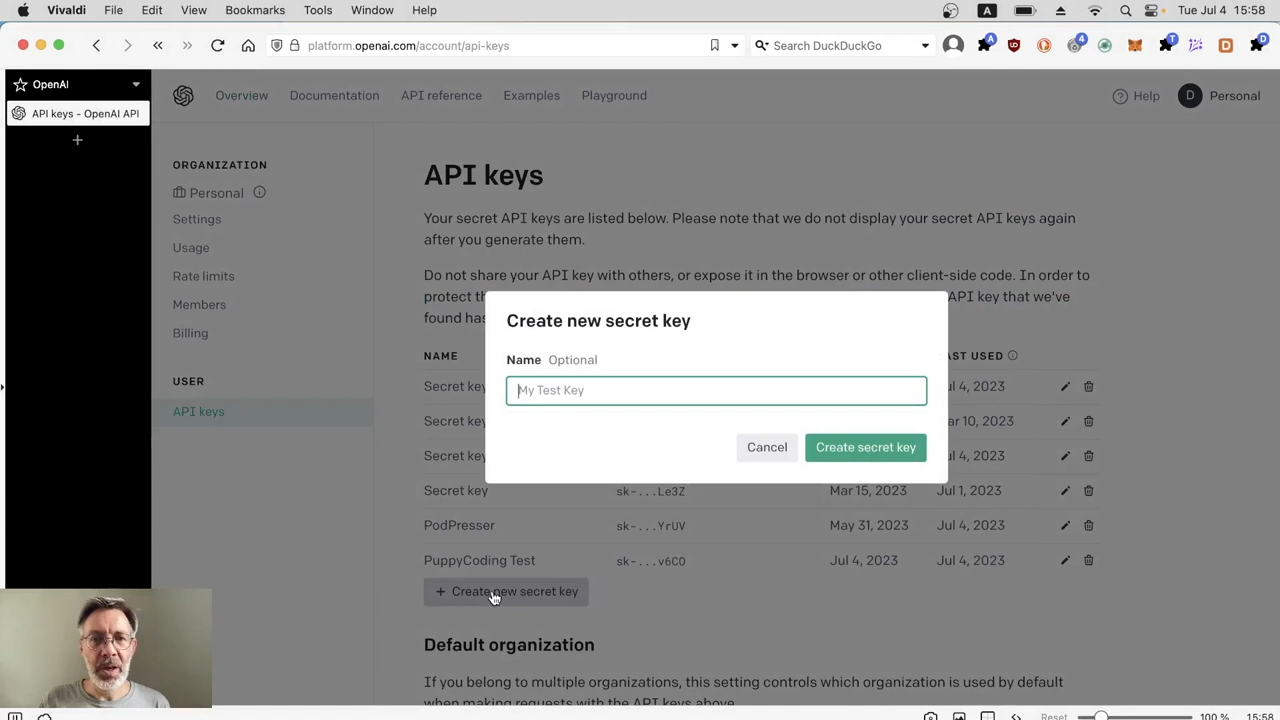 Vivaldi File Edit View Bookmarks Tools Window Help A Tue Jul 4 15:58
platform.openai.com/account/api-keys Search DuckDuckGo
OpenAI
API keys - OpenAI API
+
Overview Documentation API reference Examples Playground Help D Personal
ORGANIZATION
Personal
Settings
Usage
Rate limits
Members
Billing
USER
API keys
API keys
Your secret API keys are listed below. Please note that we do not display your secret API keys again
after you generate them.
Do not share your API key with others, or expose it in the browser or other client-side code. In order to
protect th API key that we've
found has
NAME AST USED
Secret key Jul 4, 2023
Secret key ar 10, 2023
Secret key Jul 4, 2023
Secret key sk-...Le3Z Mar 15, 2023 Jul 1, 2023
PodPresser sk-...YrUV May 31, 2023 Jul 4, 2023
PuppyCoding Test sk-...v6CO Jul 4, 2023 Jul 4, 2023
+ Create new secret key
Create new secret key
Name Optional
My Test Key
Cancel Create secret key
Default organization
If you belong to multiple organizations, this setting controls which organization is used by default
when making requests with the API keys above.
Reset 100 % 15:58